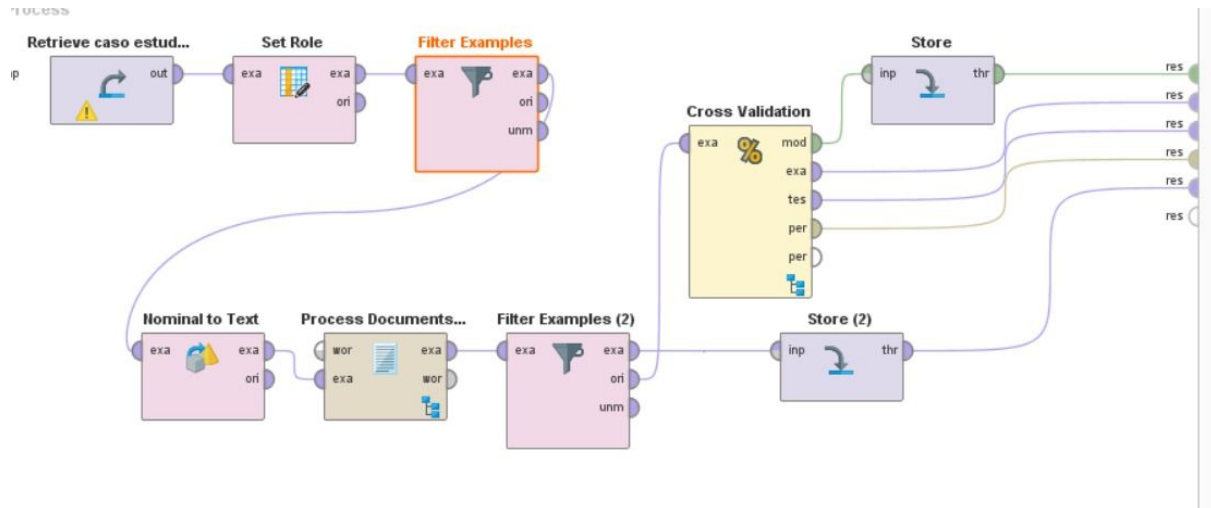 Process
Retrieve caso estud...
Set Role
Filter Examples
Store
np
out
exa
exa
ori
exa
exa
ori
unm
inp
thr
res
res
res
res
res
res
Cross Validation
exa
mod
exa
tes
per
per
Nominal to Text
Process Documents...
Filter Examples (2)
Store (2)
exa
exa
ori
wor
exa
exa
wor
exa
exa
ori
unm
inp
thr